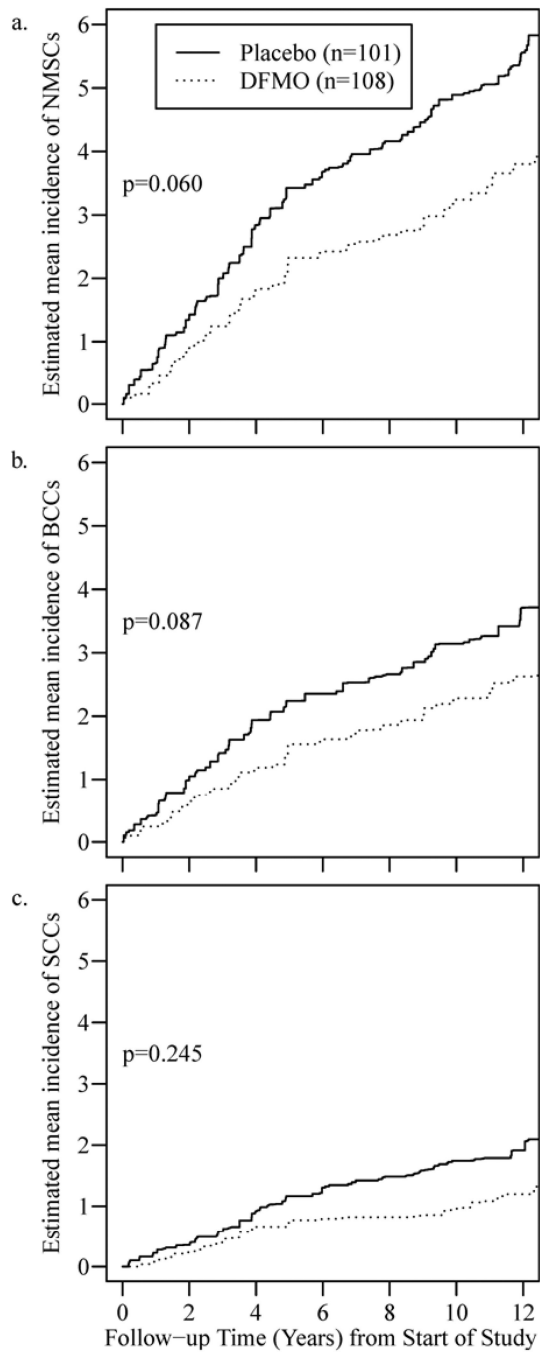 a.
Estimated mean incidence of NMSCs
6
5
4
3
2
1
0
Placebo (n=101)
DFMO (n=108)
p=0.060
b.
Estimated mean incidence of BCCs
6
5
4
3
2
1
0
p=0.087
c.
Estimated mean incidence of SCCs
6
5
4
3
2
1
0
p=0.245
0 2 4 6 8 10 12
Follow−up Time (Years) from Start of Study